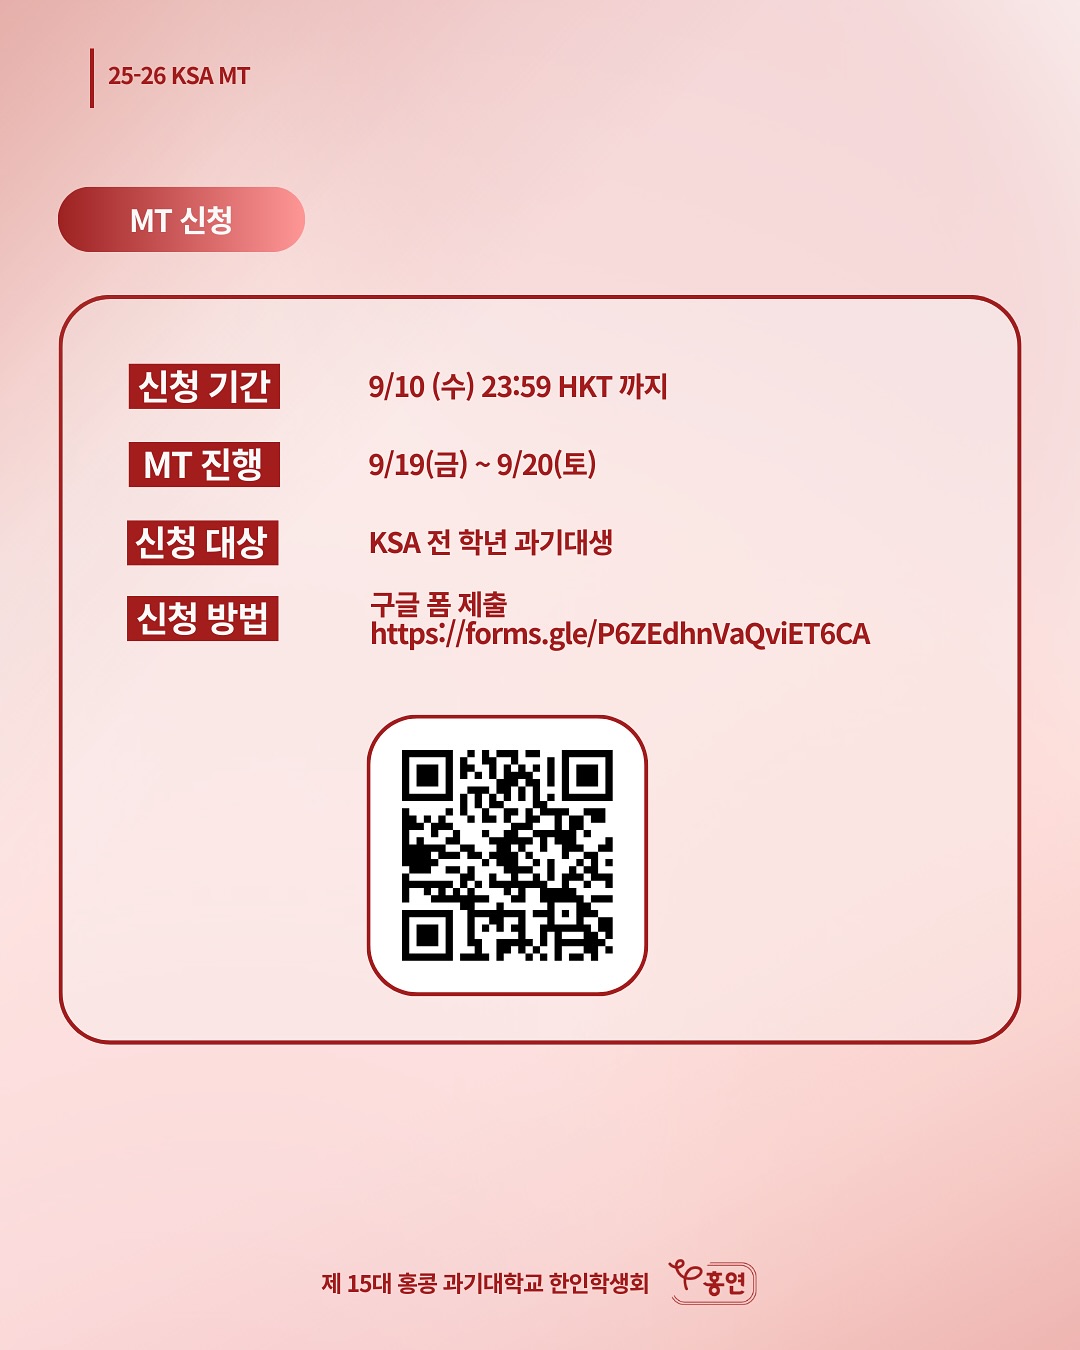 25-26 KSA MT
MT 신청
신청 기간
9/10 (수) 23:59 HKT 까지
MT 진행
9/19(금) ~ 9/20(토)
신청 대상
KSA 전 학년 과기대생
신청 방법
구글 폼 제출
https://forms.gle/P6ZEdhnVaQviET6CA
제 15대 홍콩 과기대학교 한인학생회
홍연